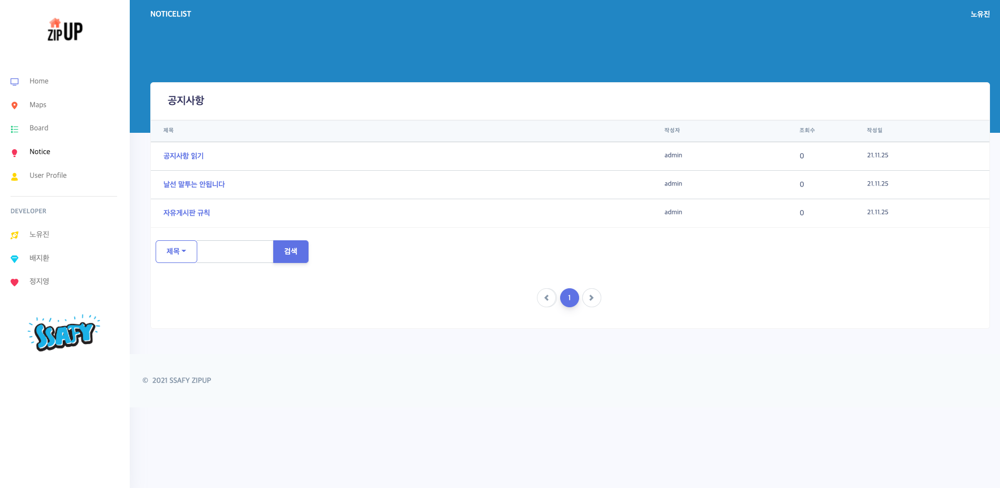 ZIP UP
Home
Maps
Board
Notice
User Profile
DEVELOPER
노유진
배지환
정지영
SSAFY
NOTICELIST
노유진
공지사항
제목 작성자 조회수 작성일
공지사항 읽기 admin 0 21.11.25
날선 말투는 안됩니다 admin 0 21.11.25
자유게시판 규칙 admin 0 21.11.25
제목 검색
1
© 2021 SSAFY ZIPUP